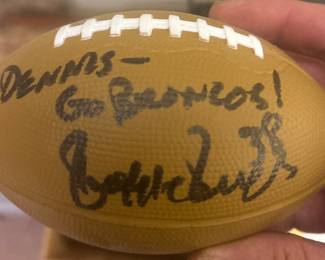 DENNIS-
GO BRONCOS!
38